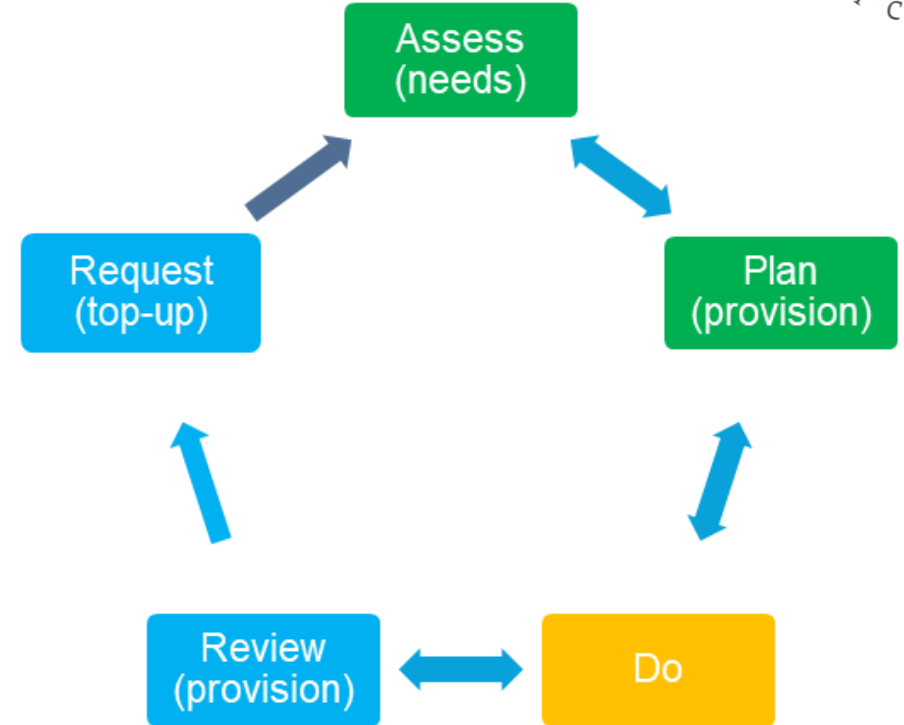 C
Assess
(needs)
Request
(top-up)
Plan
(provision)
Review
(provision)
Do